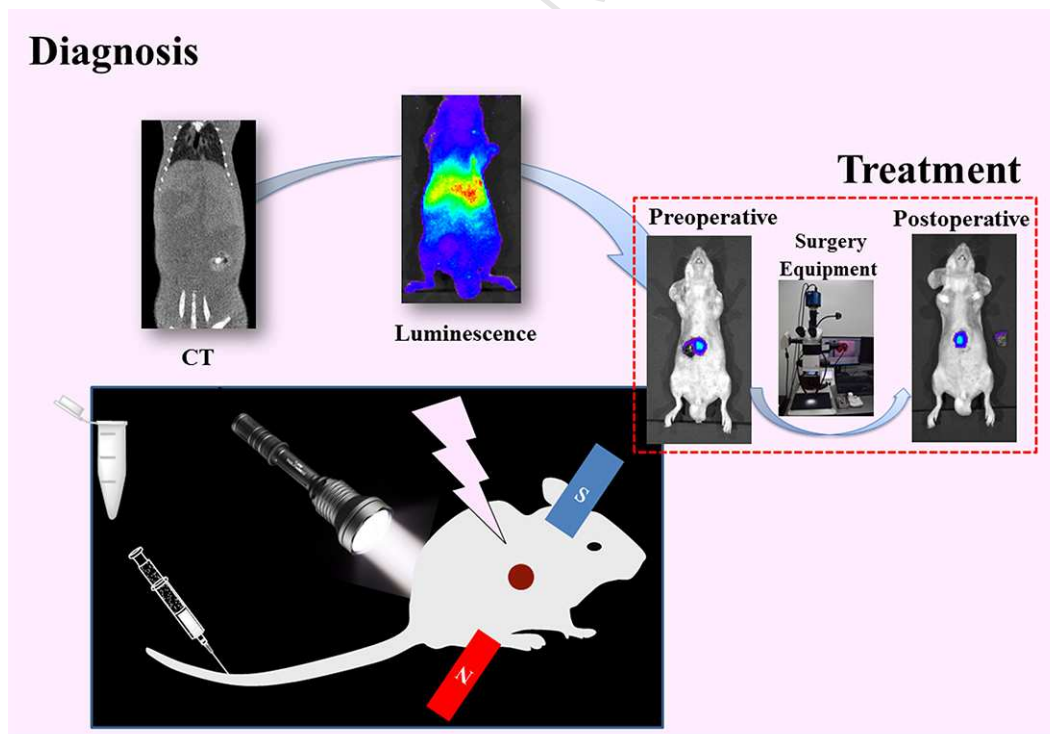 Diagnosis
CT
Luminescence
Treatment
Preoperative
Surgery
Equipment
Postoperative
S
N